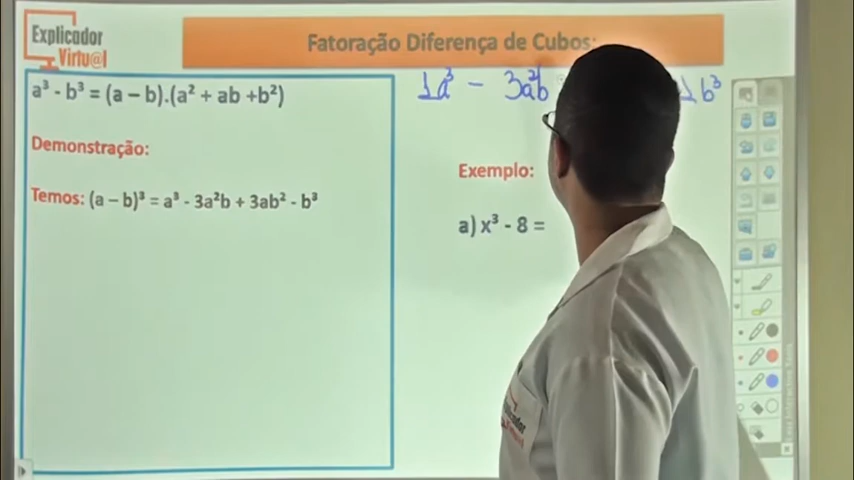 Explicador
Virtu@l
Fatoração Diferença de Cubos:
a³ - b³ = (a – b).(a² + ab +b²)
1a³ - 3a²b 1b³
Demonstração:
Temos: (a – b)³ = a³ - 3a²b + 3ab² - b³
Exemplo:
a) x³ - 8 =